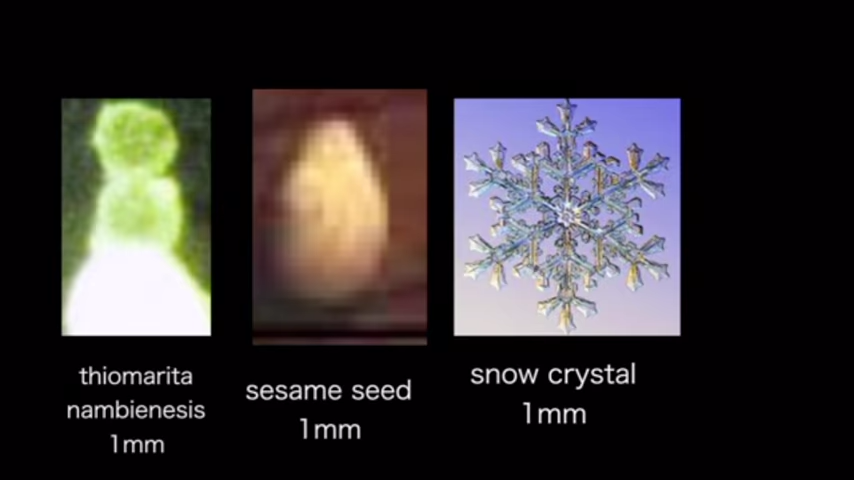 thiomarita
nambienesis
1mm
sesame seed
1mm
snow crystal
1mm